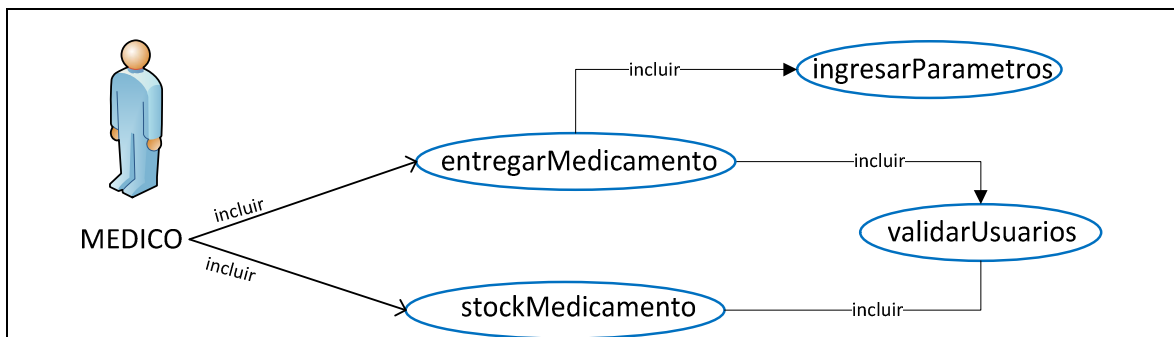 incluir
ingresarParametros
entregarMedicamento
incluir
incluir
MEDICO
validarUsuarios
incluir
stockMedicamento
incluir